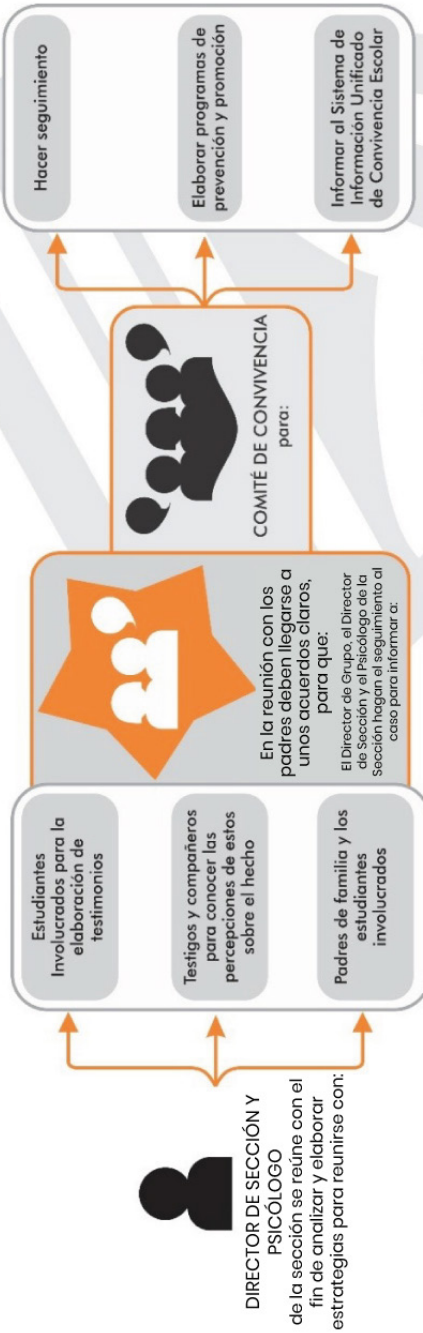 DIRECTOR DE SECCIÓN Y
PSICÓLOGO
de la sección se reúne con el
fin de analizar y elaborar
estrategias para reunirse con:
Estudiantes
Involucrados para la
elaboración de
testimonios
Testigos y compañeros
para conocer las
percepciones de estos
sobre el hecho
Padres de familia y los
estudiantes
involucrados
En la reunión con los
padres deben llegarse a
unos acuerdos claros,
para que:
El Director de Grupo, el Director
de Sección y el Psicólogo de la
Sección hagan el seguimiento al
caso para informar a:
COMITÉ DE CONVIVENCIA
para:
Hacer seguimiento
Elaborar programas de
prevención y promoción
Informar al Sistema de
Información Unificado
de Convivencia Escolar